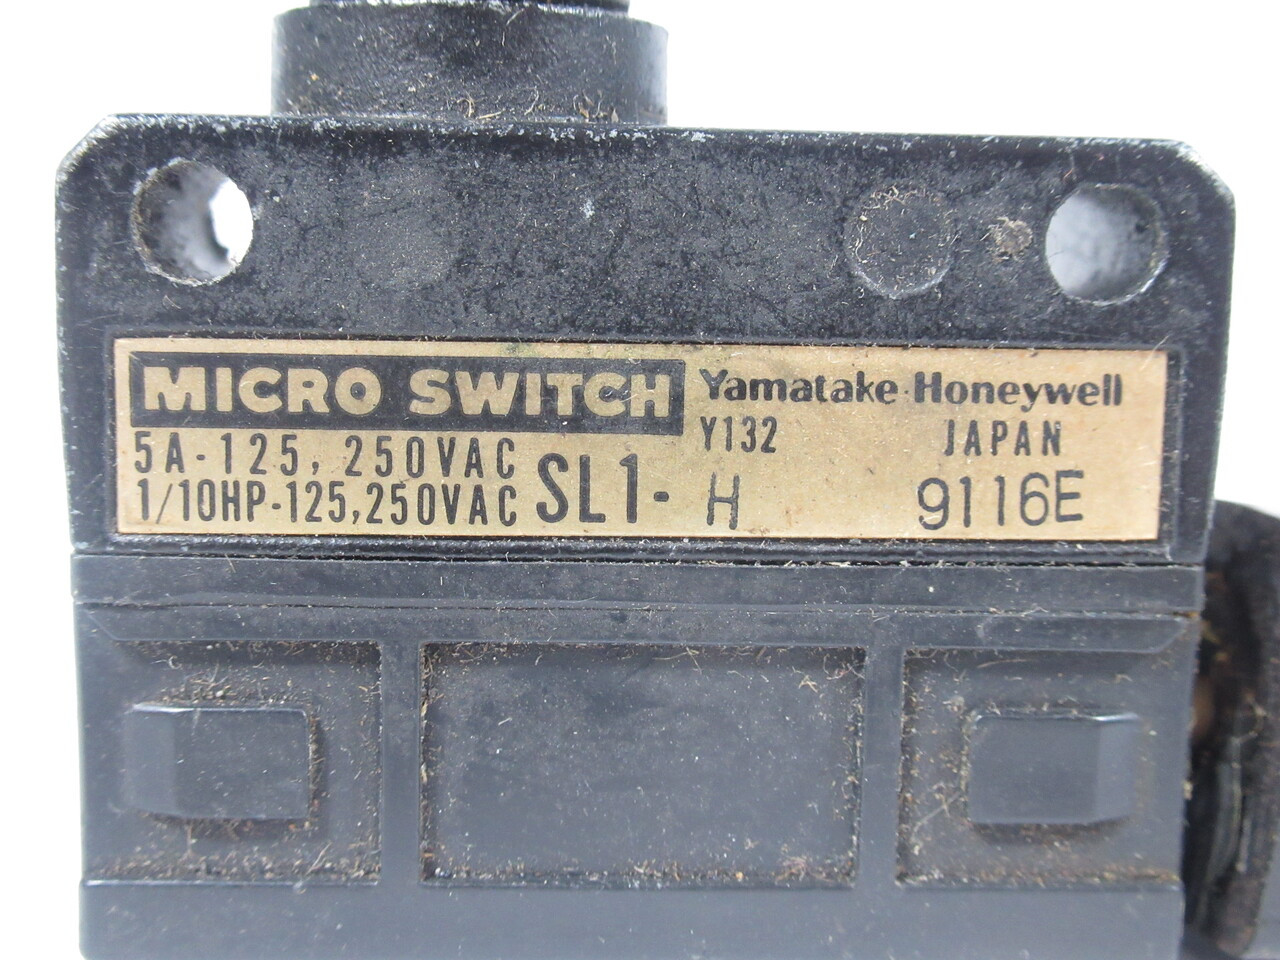 MICRO SWITCH Yamatake-Honeywell
5A-125, 250VAC Y132 JAPAN
1/10HP-125,250VAC SL1- H 9116E